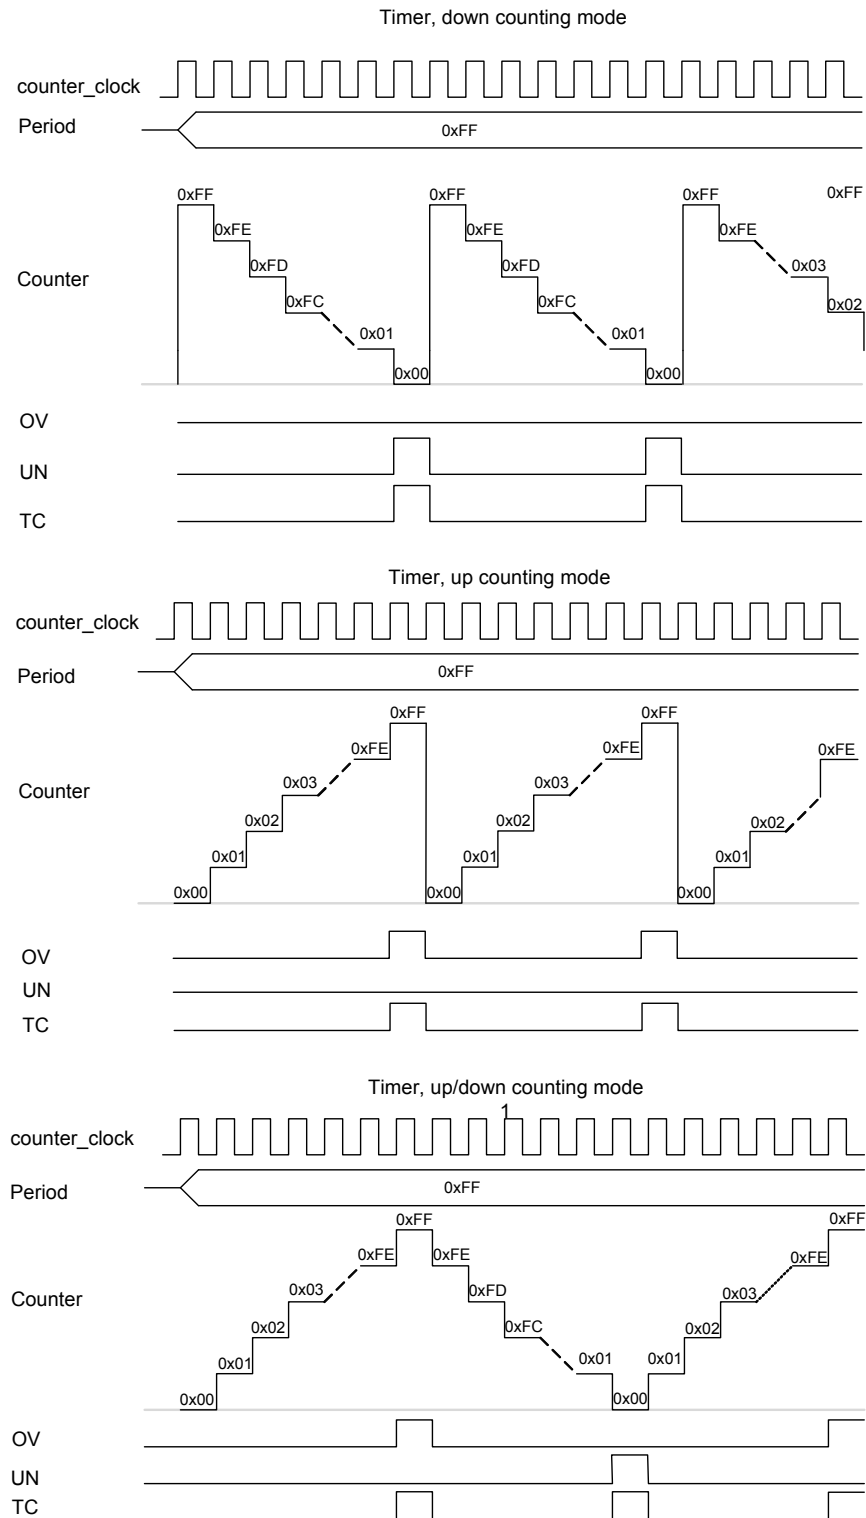 Timer, down counting mode
counter_clock
Period
0xFF
0xFF 0xFF 0xFF 0xFF
0xFE 0xFE 0xFE
0xFD 0xFD 0x03
Counter
0xFC 0xFC 0x02
0x01 0x01
0x00 0x00
OV
UN
TC
Timer, up counting mode
counter_clock
Period
0xFF
0xFF 0xFF
0xFE 0xFE 0xFE
0x03 0x03
Counter
0x02 0x02 0x02
0x01 0x01 0x01
0x00 0x00 0x00
OV
UN
TC
Timer, up/down counting mode
1
counter_clock
Period
0xFF
0xFF 0xFF
0xFE 0xFE 0xFE
0x03 0xFD 0x03
Counter
0x02 0xFC 0x02
0x01 0x01 0x01
0x00 0x00
OV
UN
TC